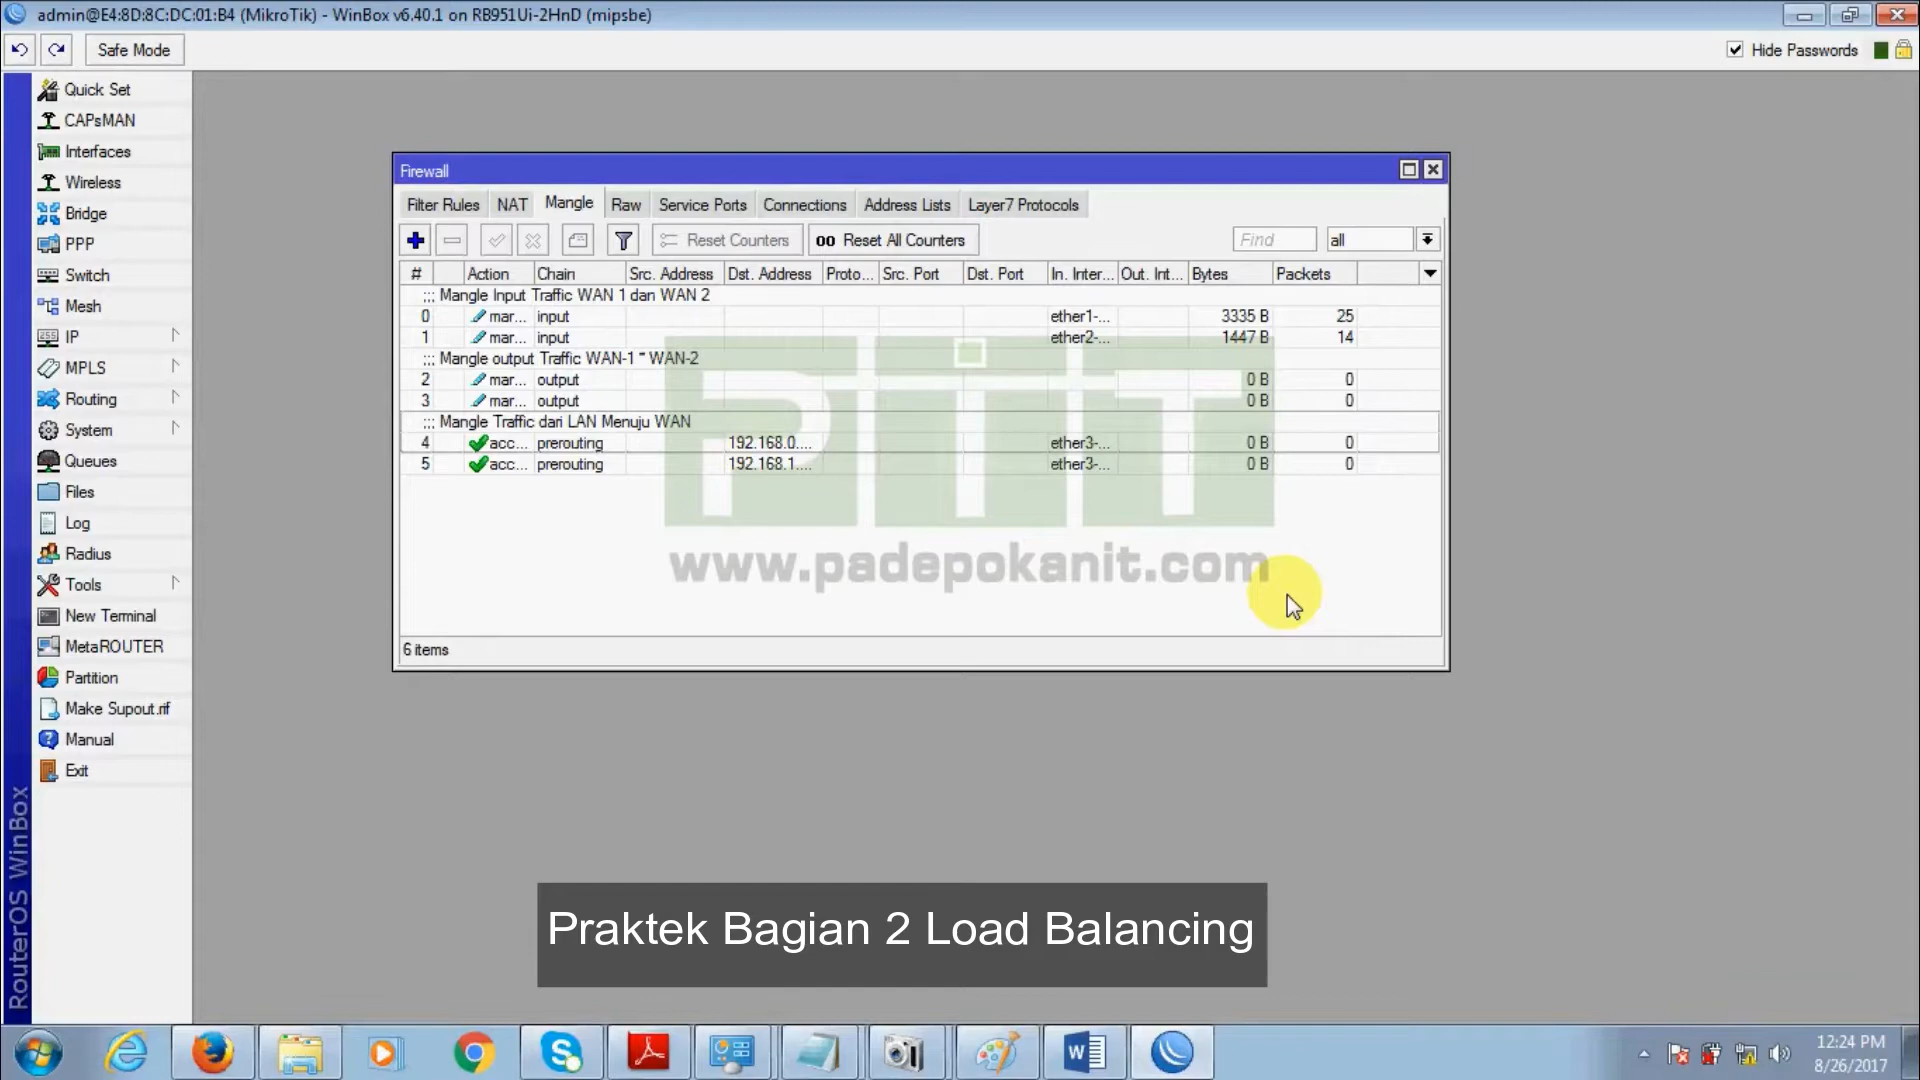 admin@E4:8D:8C:DC:01:B4 (MikroTik) - WinBox v6.40.1 on RB951Ui-2HnD (mipsbe)
Safe Mode
Hide Passwords
Quick Set
CAPsMAN
Interfaces
Wireless
Bridge
PPP
Switch
Mesh
IP
MPLS
Routing
System
Queues
Files
Log
Radius
Tools
New Terminal
MetaROUTER
Partition
Make Supout.rif
Manual
Exit
RouterOS WinBox
Firewall
Filter Rules NAT Mangle Raw Service Ports Connections Address Lists Layer7 Protocols
Reset Counters 00 Reset All Counters Find all
# Action Chain Src. Address Dst. Address Proto... Src. Port Dst. Port In. Inter... Out. Int... Bytes Packets
;;; Mangle Input Traffic WAN 1 dan WAN 2
0 mar... input ether1-... 3335 B 25
1 mar... input ether2-... 1447 B 14
;;; Mangle output Traffic WAN-1 " WAN-2
2 mar... output 0 B 0
3 mar... output 0 B 0
;;; Mangle Traffic dari LAN Menuju WAN
4 acc... prerouting 192.168.0.... ether3-... 0 B 0
5 acc... prerouting 192.168.1.... ether3-... 0 B 0
PiIT
www.padepokanit.com
6 items
Praktek Bagian 2 Load Balancing
12:24 PM
8/26/2017